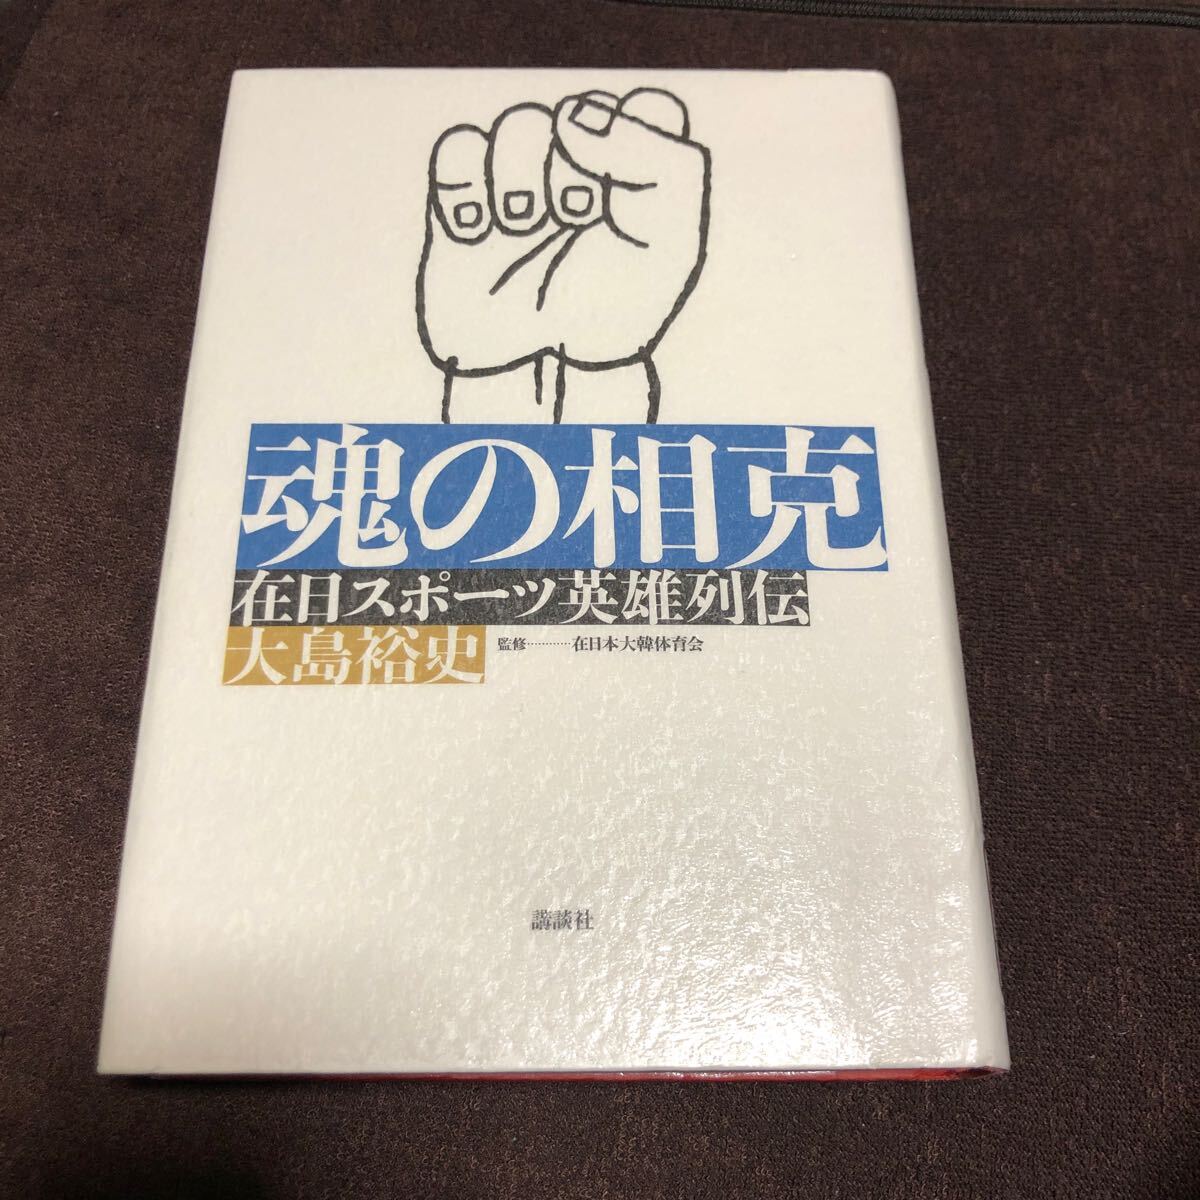 魂の相克
在日スポーツ英雄列伝
大島裕史
監修…………在日本大韓体育会
講談社